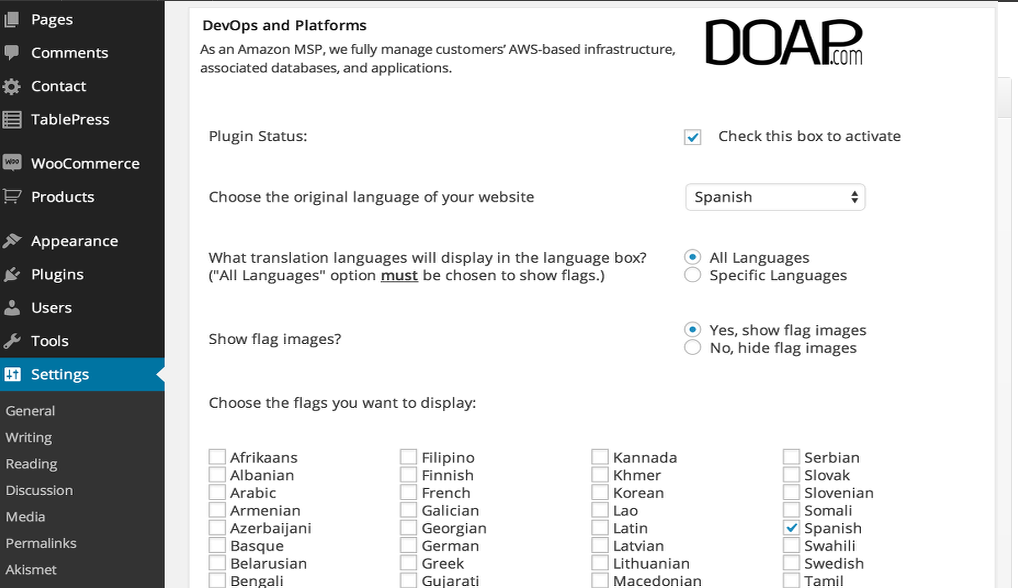 Pages
Comments
Contact
TablePress
WooCommerce
Products
Appearance
Plugins
Users
Tools
Settings
General
Writing
Reading
Discussion
Media
Permalinks
Akismet
DevOps and Platforms
As an Amazon MSP, we fully manage customers’ AWS-based infrastructure,
associated databases, and applications.
DOAP.com
Plugin Status:
Check this box to activate
Choose the original language of your website
Spanish
What translation languages will display in the language box?
("All Languages" option must be chosen to show flags.)
All Languages
Specific Languages
Show flag images?
Yes, show flag images
No, hide flag images
Choose the flags you want to display:
Afrikaans
Albanian
Arabic
Armenian
Azerbaijani
Basque
Belarusian
Bengali
Filipino
Finnish
French
Galician
Georgian
German
Greek
Gujarati
Kannada
Khmer
Korean
Lao
Latin
Latvian
Lithuanian
Macedonian
Serbian
Slovak
Slovenian
Somali
Spanish
Swahili
Swedish
Tamil